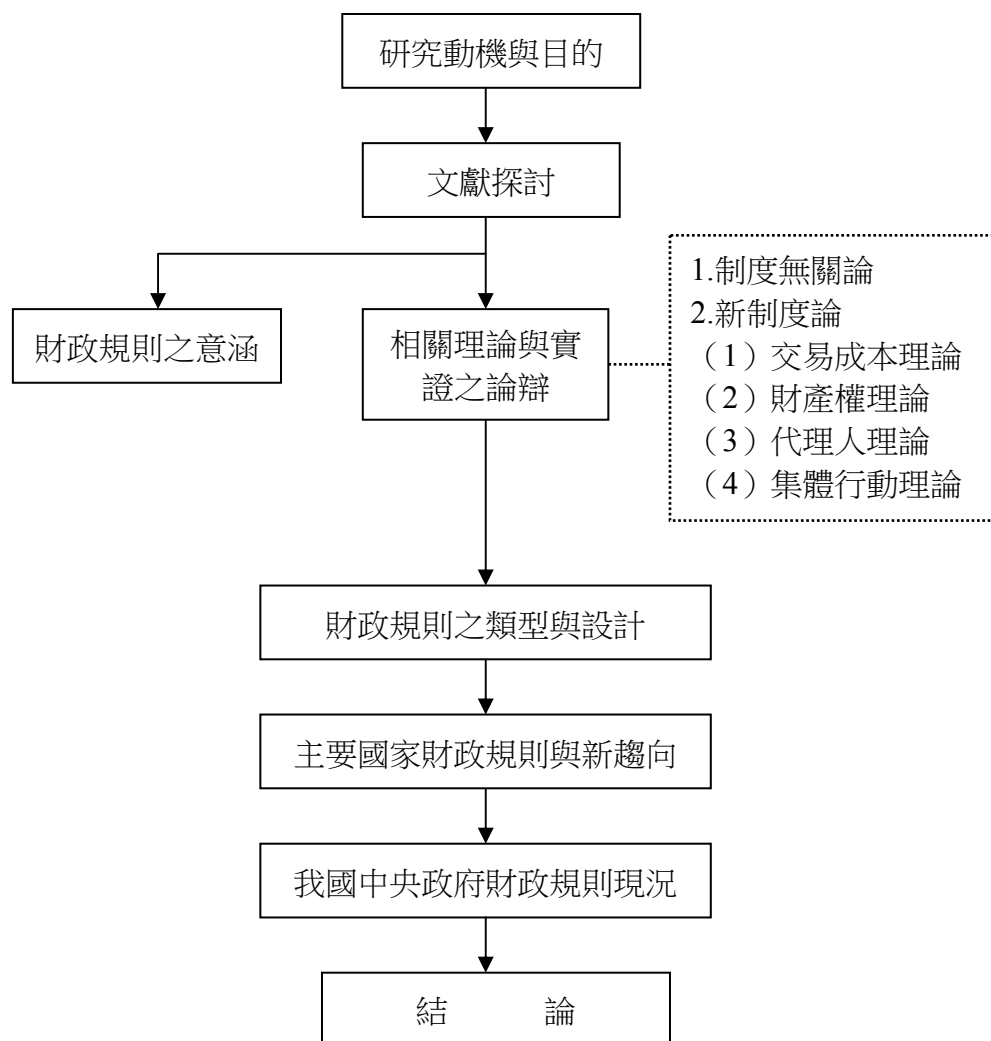 研究動機與目的
文獻探討
財政規則之意涵
相關理論與實
證之論辯
1.制度無關論
2.新制度論
（1）交易成本理論
（2）財產權理論
（3）代理人理論
（4）集體行動理論
財政規則之類型與設計
主要國家財政規則與新趨向
我國中央政府財政規則現況
結　　　論